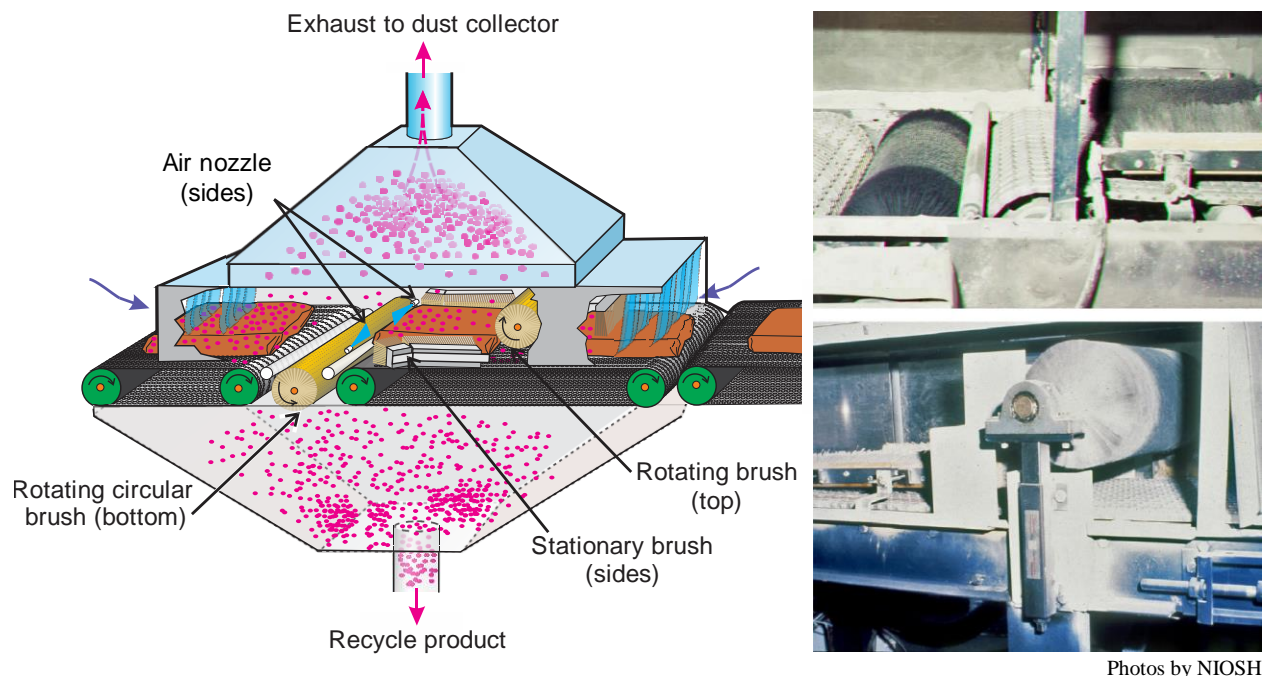 Exhaust to dust collector
Air nozzle
(sides)
Rotating circular
brush (bottom)
Rotating brush
(top)
Stationary brush
(sides)
Recycle product
Photos by NIOSH